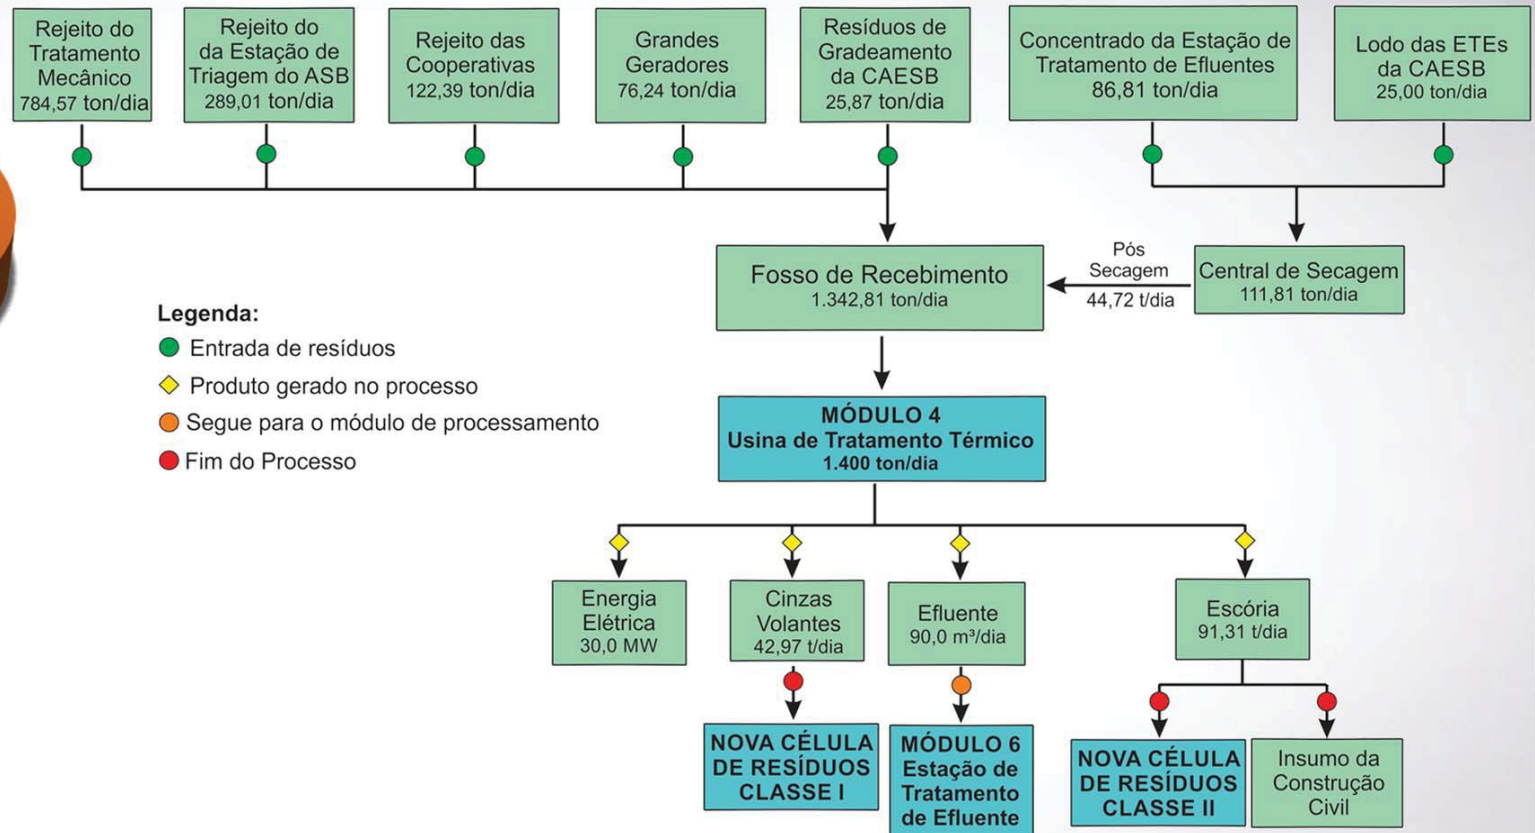 Rejeito do
Tratamento
Mecânico
784,57 ton/dia
Rejeito do
da Estação de
Triagem do ASB
289,01 ton/dia
Rejeito das
Cooperativas
122,39 ton/dia
Grandes
Geradores
76,24 ton/dia
Resíduos de
Gradeamento
da CAESB
25,87 ton/dia
Concentrado da Estação de
Tratamento de Efluentes
86,81 ton/dia
Lodo das ETEs
da CAESB
25,00 ton/dia
Fosso de Recebimento
1.342,81 ton/dia
Pós
Secagem
44,72 t/dia
Central de Secagem
111,81 ton/dia
Legenda:
Entrada de resíduos
Produto gerado no processo
Segue para o módulo de processamento
Fim do Processo
MÓDULO 4
Usina de Tratamento Térmico
1.400 ton/dia
Energia
Elétrica
30,0 MW
Cinzas
Volantes
42,97 t/dia
Efluente
90,0 m³/dia
Escória
91,31 t/dia
NOVA CÉLULA
DE RESÍDUOS
CLASSE I
MÓDULO 6
Estação de
Tratamento
de Efluente
NOVA CÉLULA
DE RESÍDUOS
CLASSE II
Insumo da
Construção
Civil